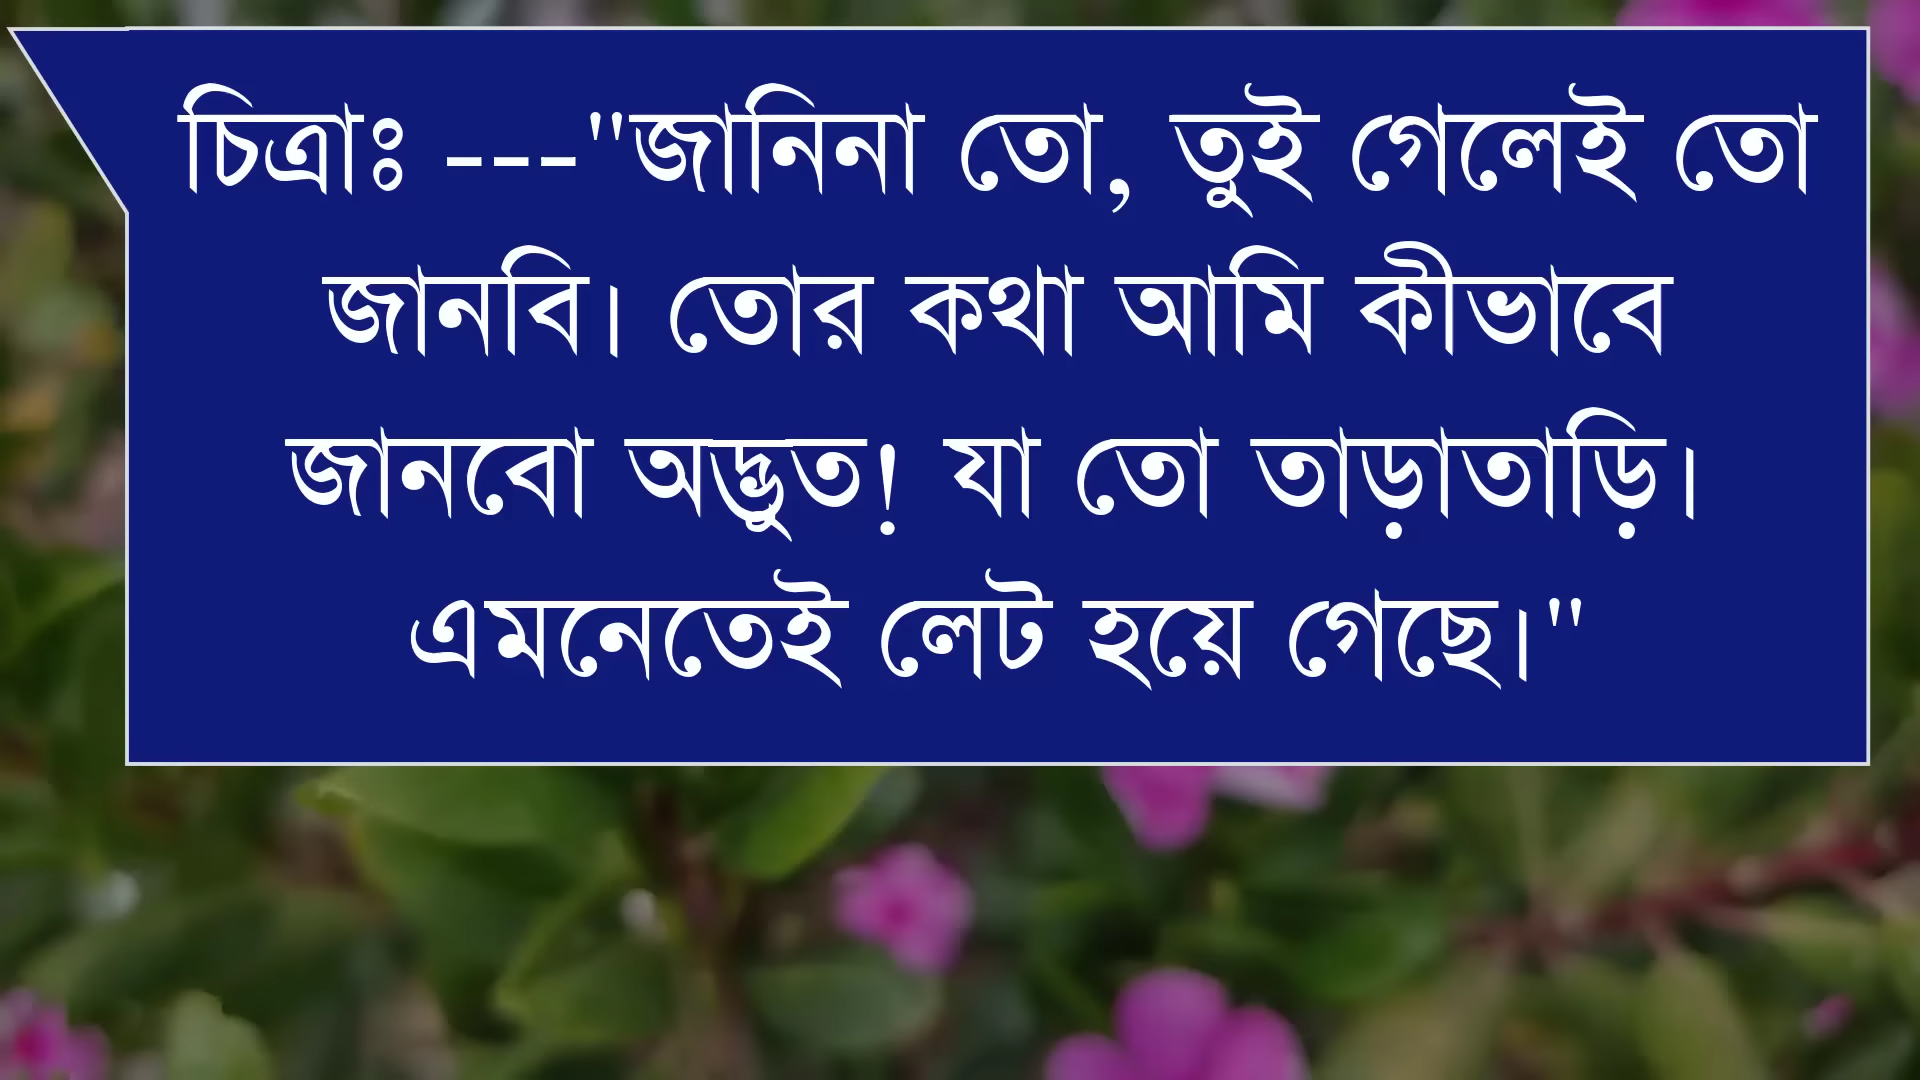 চিত্রাঃ ---"জানিনা তো, তুই গেলেই তো
জানবি। তোর কথা আমি কীভাবে
জানবো অদ্ভুত! যা তো তাড়াতাড়ি।
এমনেতেই লেট হয়ে গেছে।"